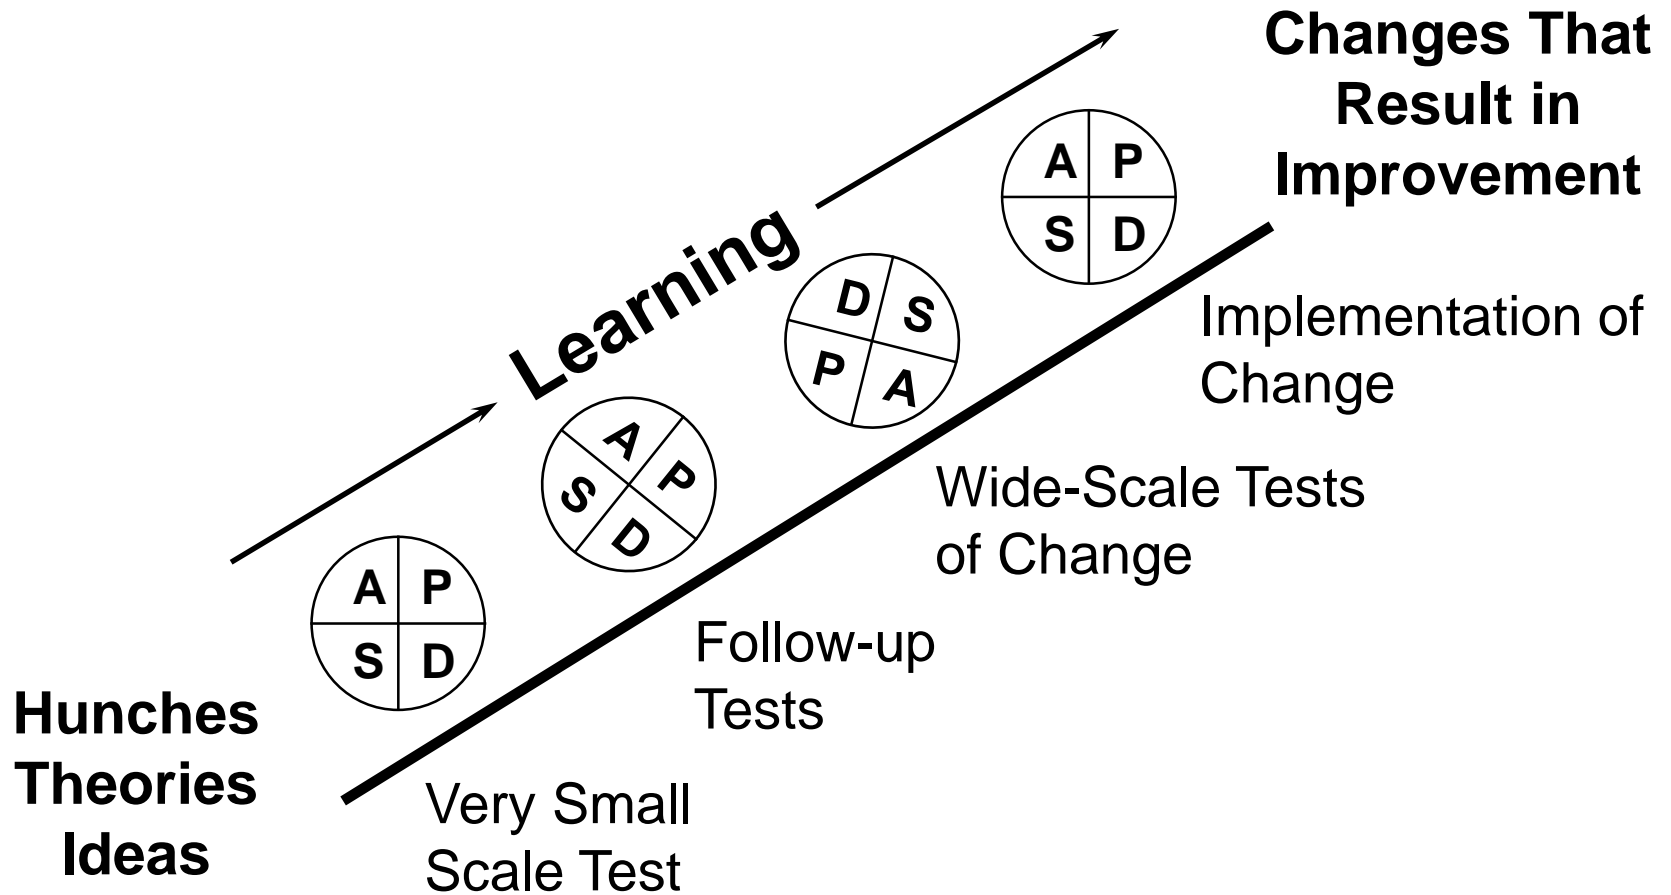 Changes That
Result in
Improvement
A P
S D
Learning
D S
P A
Implementation of
Change
A P
S D
Wide-Scale Tests
of Change
A P
S D
Follow-up
Tests
Hunches
Theories
Ideas
Very Small
Scale Test